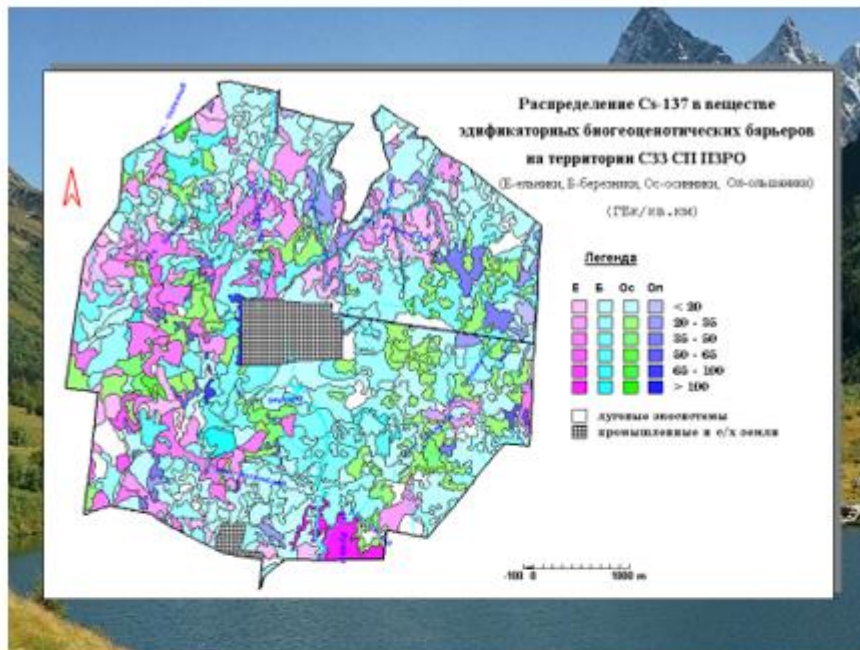 Распределение Cs-137 в веществе
эдификаторных биогеоценотических барьеров
на территории СЗЗ СП ПЗРО
(Е-ельники, Б-березники, Ос-осинники, Ол-ольшаники)
(ГБк/кв.км)
Легенда
Е Б Ос Ол
< 20
20 - 35
35 - 50
50 - 65
65 - 100
> 100
луговые экосистемы
промышленные и с/х земли
-100 0 1000 m